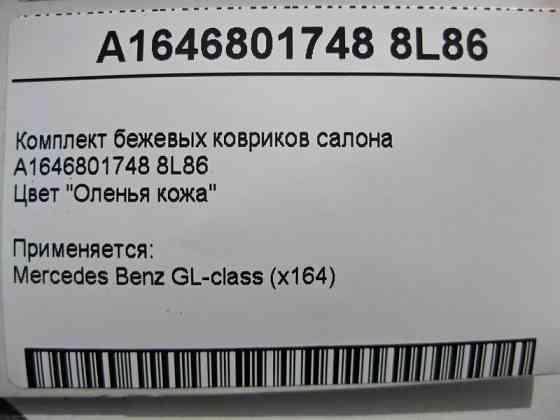 A1646801748 8L86
Комплект бежевых ковриков салона
A1646801748 8L86
Цвет "Оленья кожа"
Применяется:
Mercedes Benz GL-class (x164)